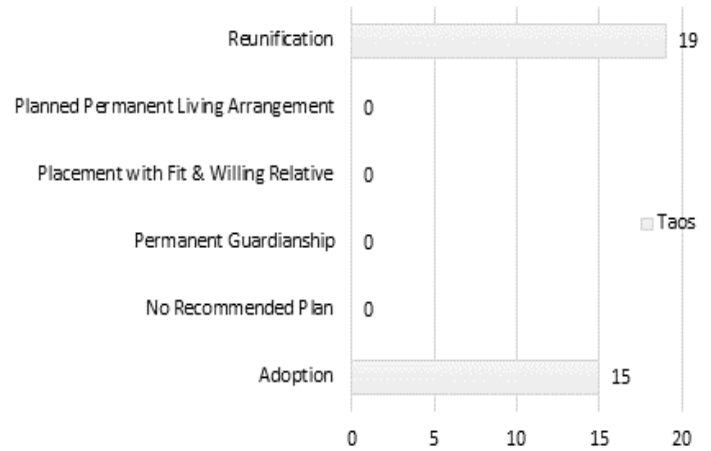 Reunification 19
Planned Permanent Living Arrangement 0
Placement with Fit & Willing Relative 0
Taos
Permanent Guardianship 0
No Recommended Plan 0
Adoption 15
0 5 10 15 20